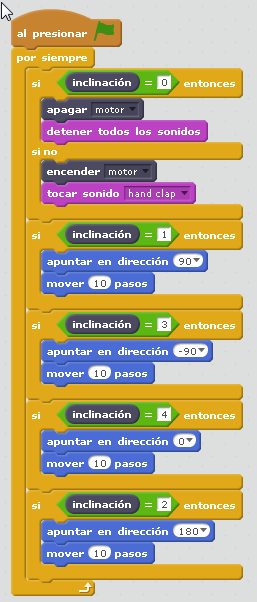 al presionar
por siempre
si inclinación = 0 entonces
apagar motor
detener todos los sonidos
si no
encender motor
tocar sonido hand clap
si inclinación = 1 entonces
apuntar en dirección 90
mover 10 pasos
si inclinación = 3 entonces
apuntar en dirección -90
mover 10 pasos
si inclinación = 4 entonces
apuntar en dirección 0
mover 10 pasos
si inclinación = 2 entonces
apuntar en dirección 180
mover 10 pasos